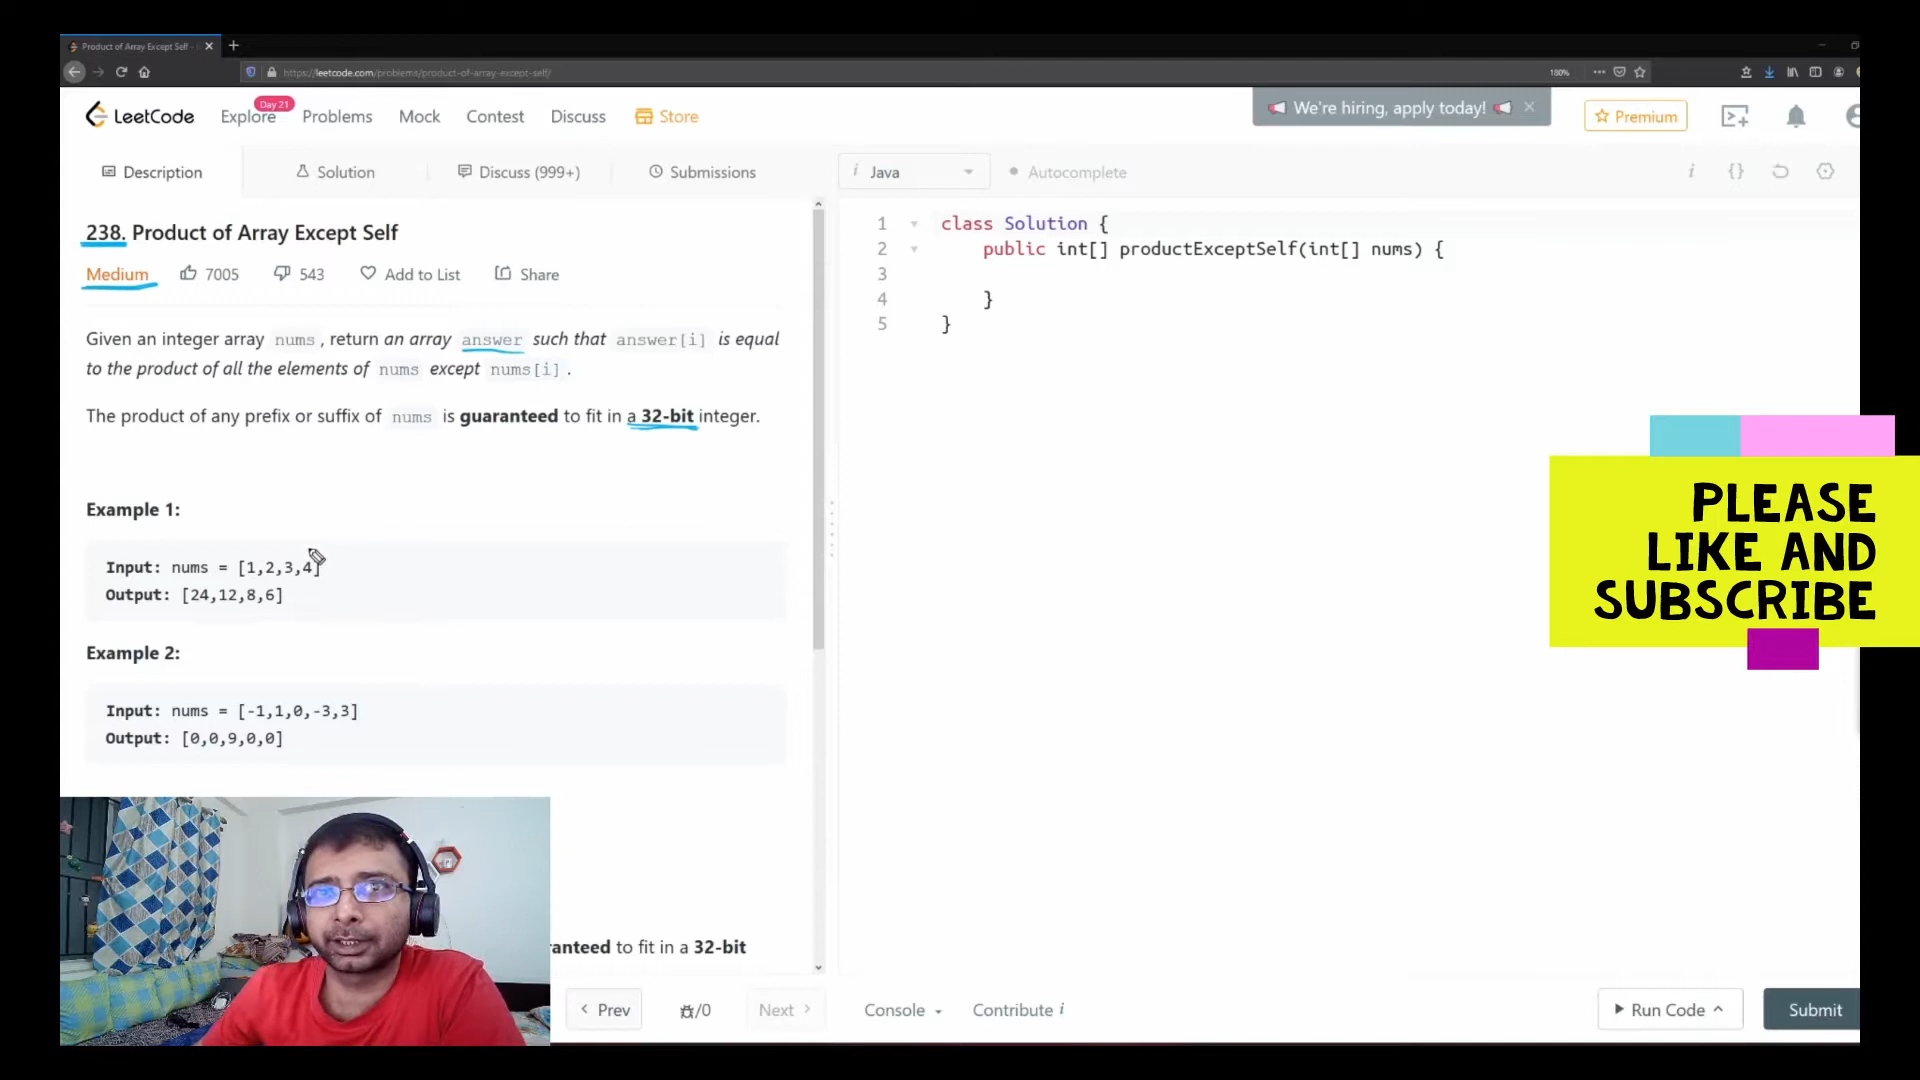 Product of Array Except Self -
https://leetcode.com/problems/product-of-array-except-self/
180%
LeetCode
Explore
Day 21
Problems
Mock
Contest
Discuss
Store
We're hiring, apply today!
Premium
Description
Solution
Discuss (999+)
Submissions
i Java
Autocomplete
i {}
238. Product of Array Except Self
Medium
7005
543
Add to List
Share
Given an integer array nums, return an array answer such that answer[i] is equal
to the product of all the elements of nums except nums[i].
The product of any prefix or suffix of nums is guaranteed to fit in a 32-bit integer.
Example 1:
Input: nums = [1,2,3,4]
Output: [24,12,8,6]
Example 2:
Input: nums = [-1,1,0,-3,3]
Output: [0,0,9,0,0]
to fit in a 32-bit
1 class Solution {
2 public int[] productExceptSelf(int[] nums) {
3
4 }
5 }
PLEASE
LIKE AND
SUBSCRIBE
Prev
/0
Next
Console
Contribute i
Run Code
Submit